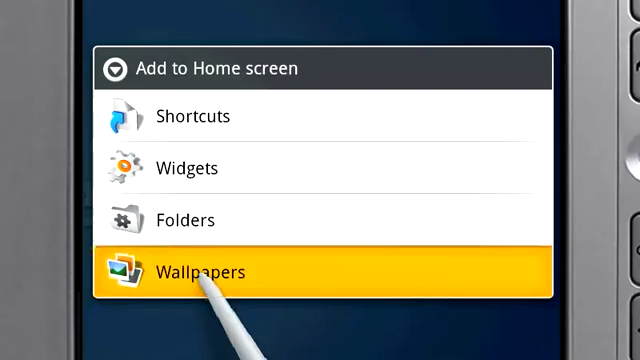 Add to Home screen
Shortcuts
Widgets
Folders
Wallpapers